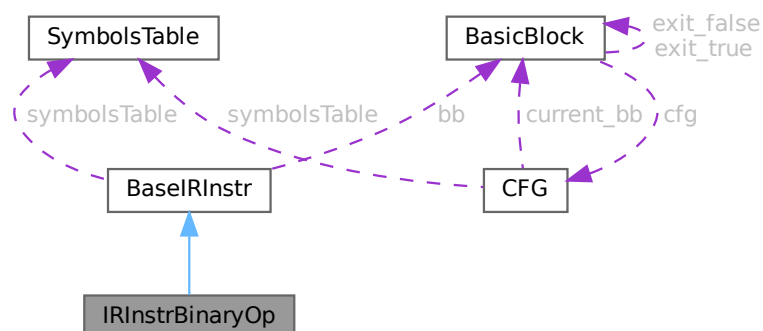 SymbolsTable
BasicBlock
exit_false
exit_true
symbolsTable
symbolsTable
bb
current_bb
cfg
BaseIRInstr
CFG
IRInstrBinaryOp